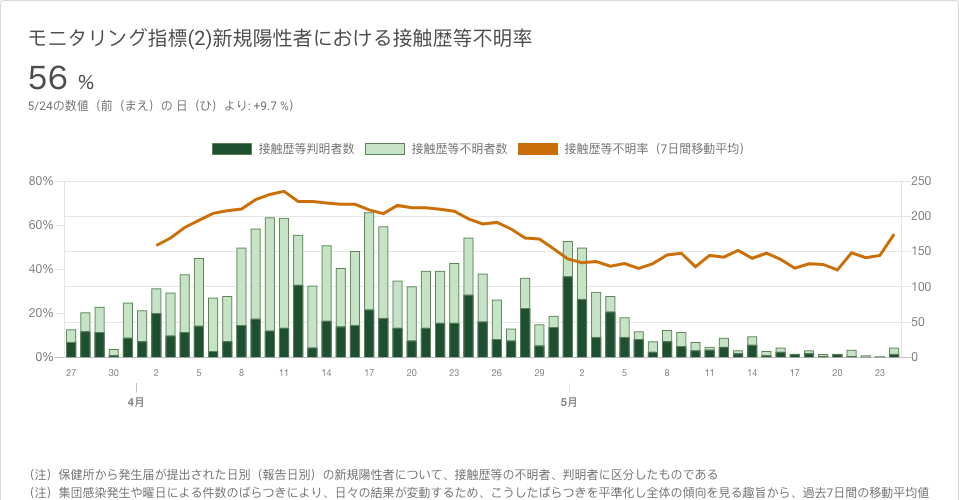 モニタリング指標(2)新規陽性者における接触歴等不明率
56 %
5/24の数値（前（まえ）の 日（ひ）より: +9.7 %）
接触歴等判明者数 接触歴等不明者数 接触歴等不明率（7日間移動平均）
80% 250
200
60%
150
40%
100
20%
50
0% 0
27 30 2 5 8 11 14 17 20 23 26 29 2 5 8 11 14 17 20 23
4月 5月
（注）保健所から発生届が提出された日別（報告日別）の新規陽性者について、接触歴等の不明者、判明者に区分したものである
（注）集団感染発生や曜日による件数のばらつきにより、日々の結果が変動するため、こうしたばらつきを平準化し全体の傾向を見る趣旨から、過去7日間の移動平均値